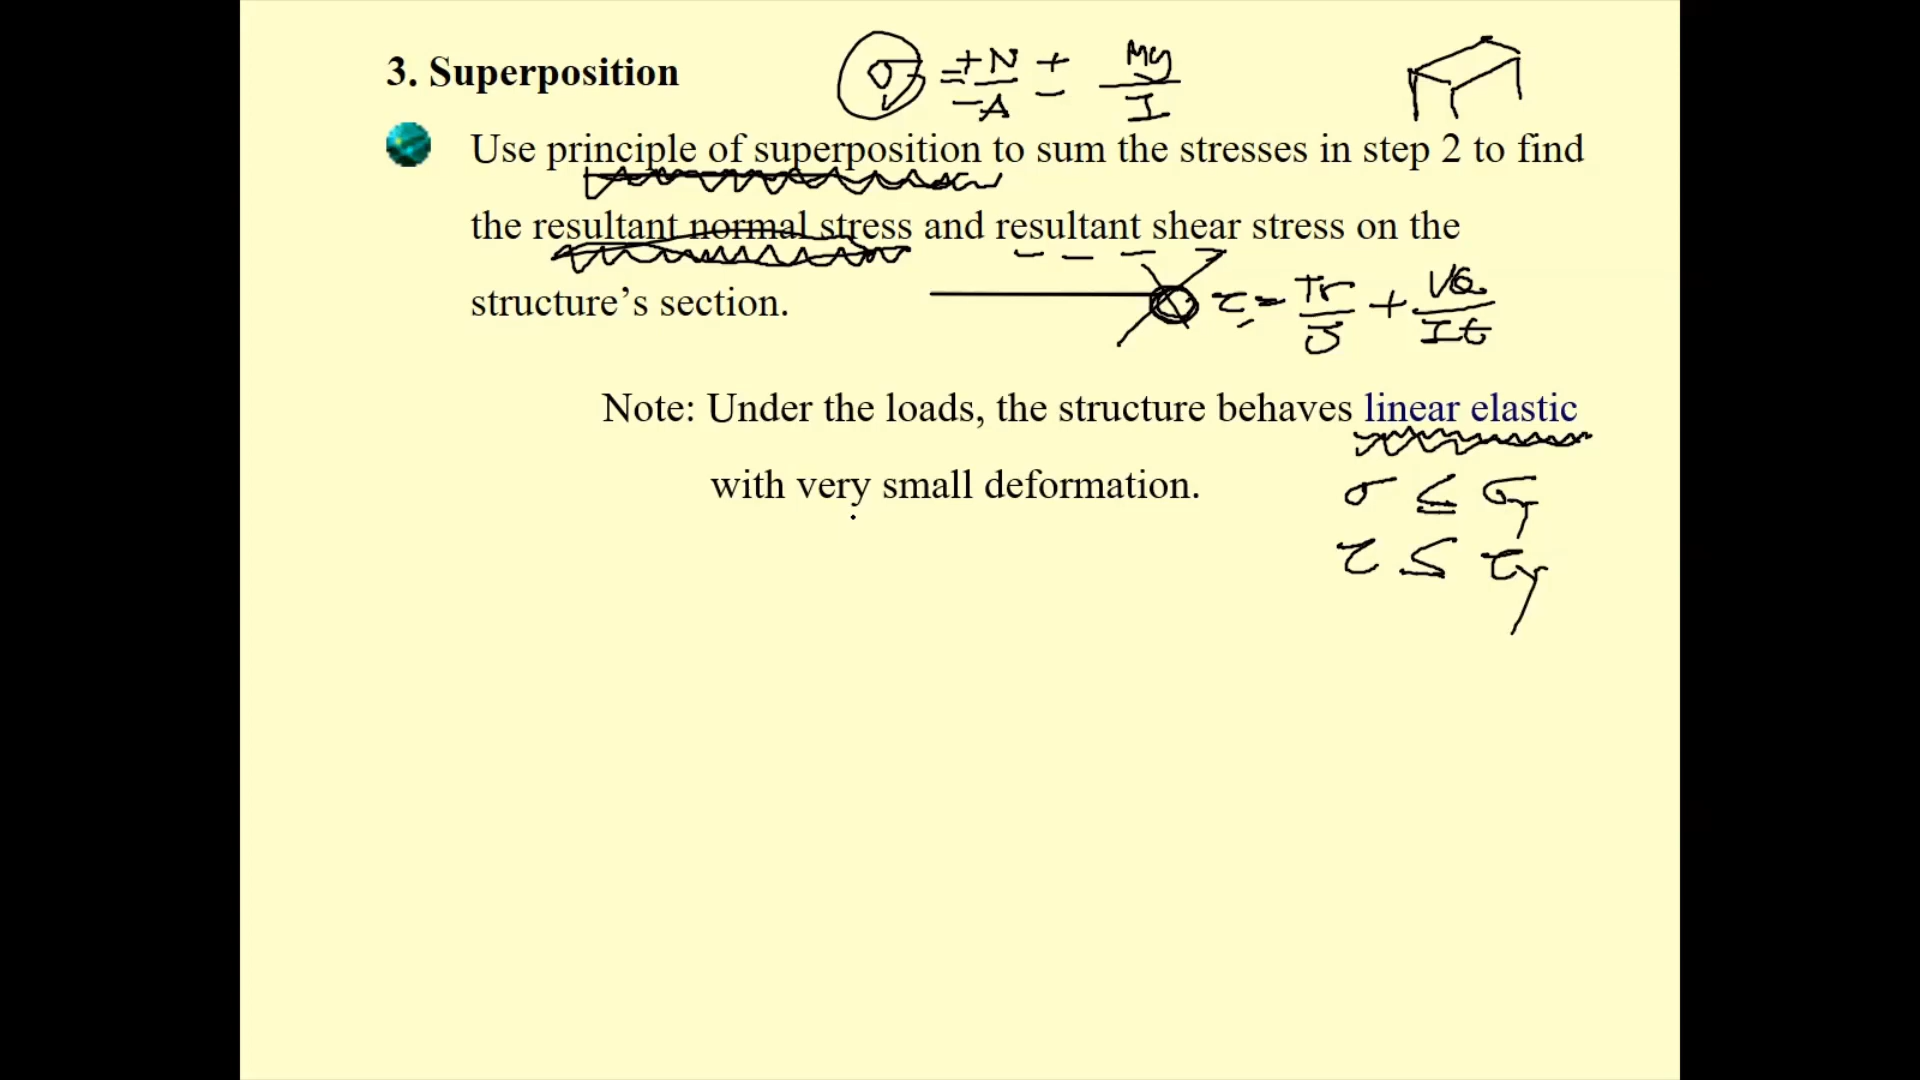 3. Superposition
σ = ± N/A ± My/I
Use principle of superposition to sum the stresses in step 2 to find
the resultant normal stress and resultant shear stress on the
structure’s section.
τ = Tr/J + VQ/It
Note: Under the loads, the structure behaves linear elastic
with very small deformation.
σ ≤ σy
τ ≤ τy